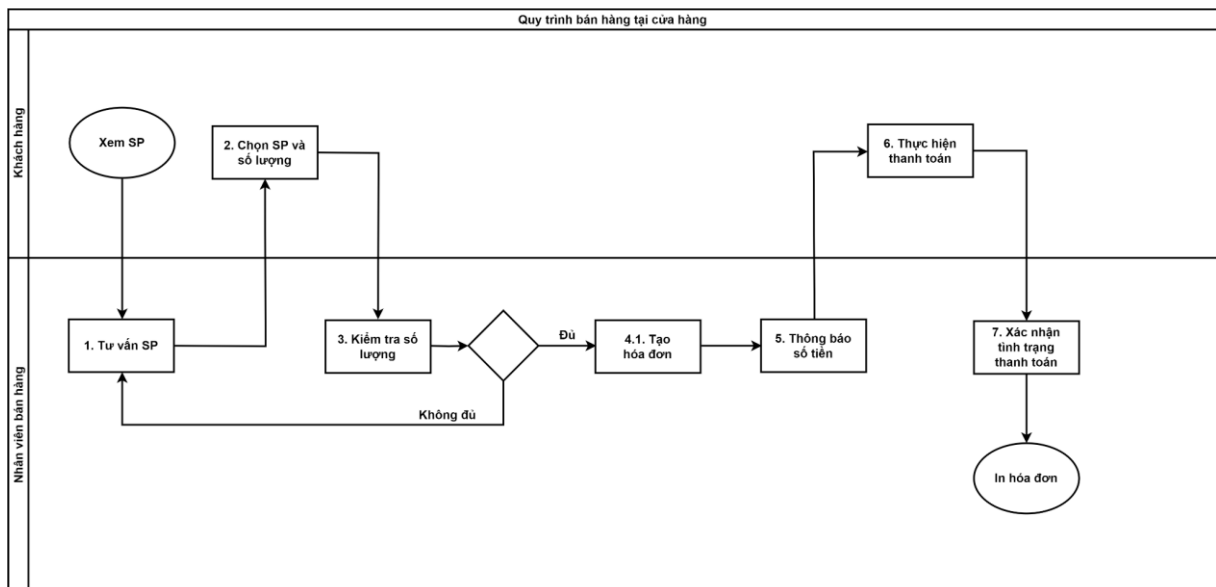 Quy trình bán hàng tại cửa hàng
Khách hàng
Xem SP
2. Chọn SP và
số lượng
6. Thực hiện
thanh toán
Nhân viên bán hàng
1. Tư vấn SP
3. Kiểm tra số
lượng
Đủ
4.1. Tạo
hóa đơn
5. Thông báo
số tiền
7. Xác nhận
tình trạng
thanh toán
Không đủ
In hóa đơn